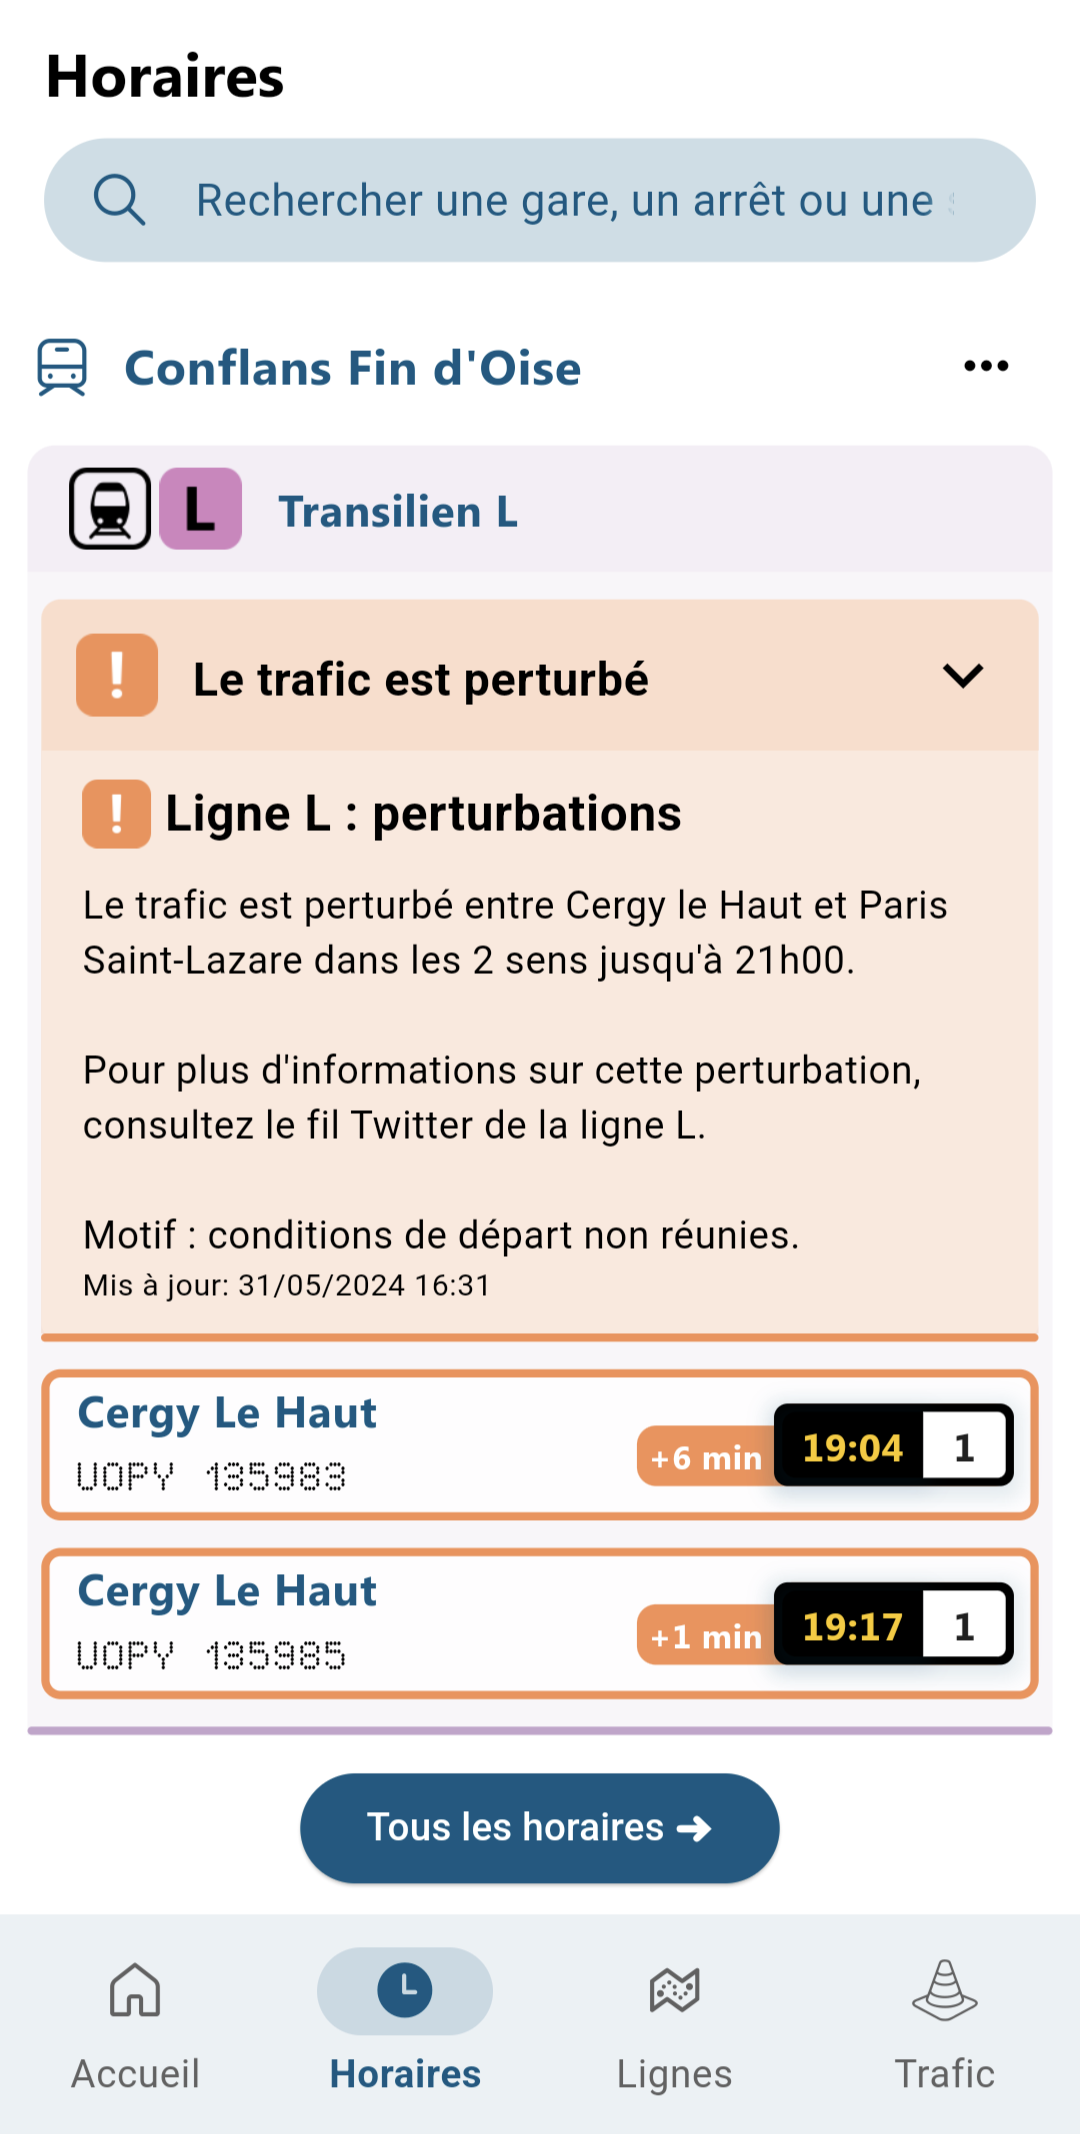 Horaires
Rechercher une gare, un arrêt ou une
Conflans Fin d'Oise
L Transilien L
! Le trafic est perturbé
! Ligne L : perturbations
Le trafic est perturbé entre Cergy le Haut et Paris
Saint-Lazare dans les 2 sens jusqu'à 21h00.
Pour plus d'informations sur cette perturbation,
consultez le fil Twitter de la ligne L.
Motif : conditions de départ non réunies.
Mis à jour: 31/05/2024 16:31
Cergy Le Haut
UOPY 135983
+6 min 19:04 1
Cergy Le Haut
UOPY 135985
+1 min 19:17 1
Tous les horaires →
Accueil Horaires Lignes Trafic